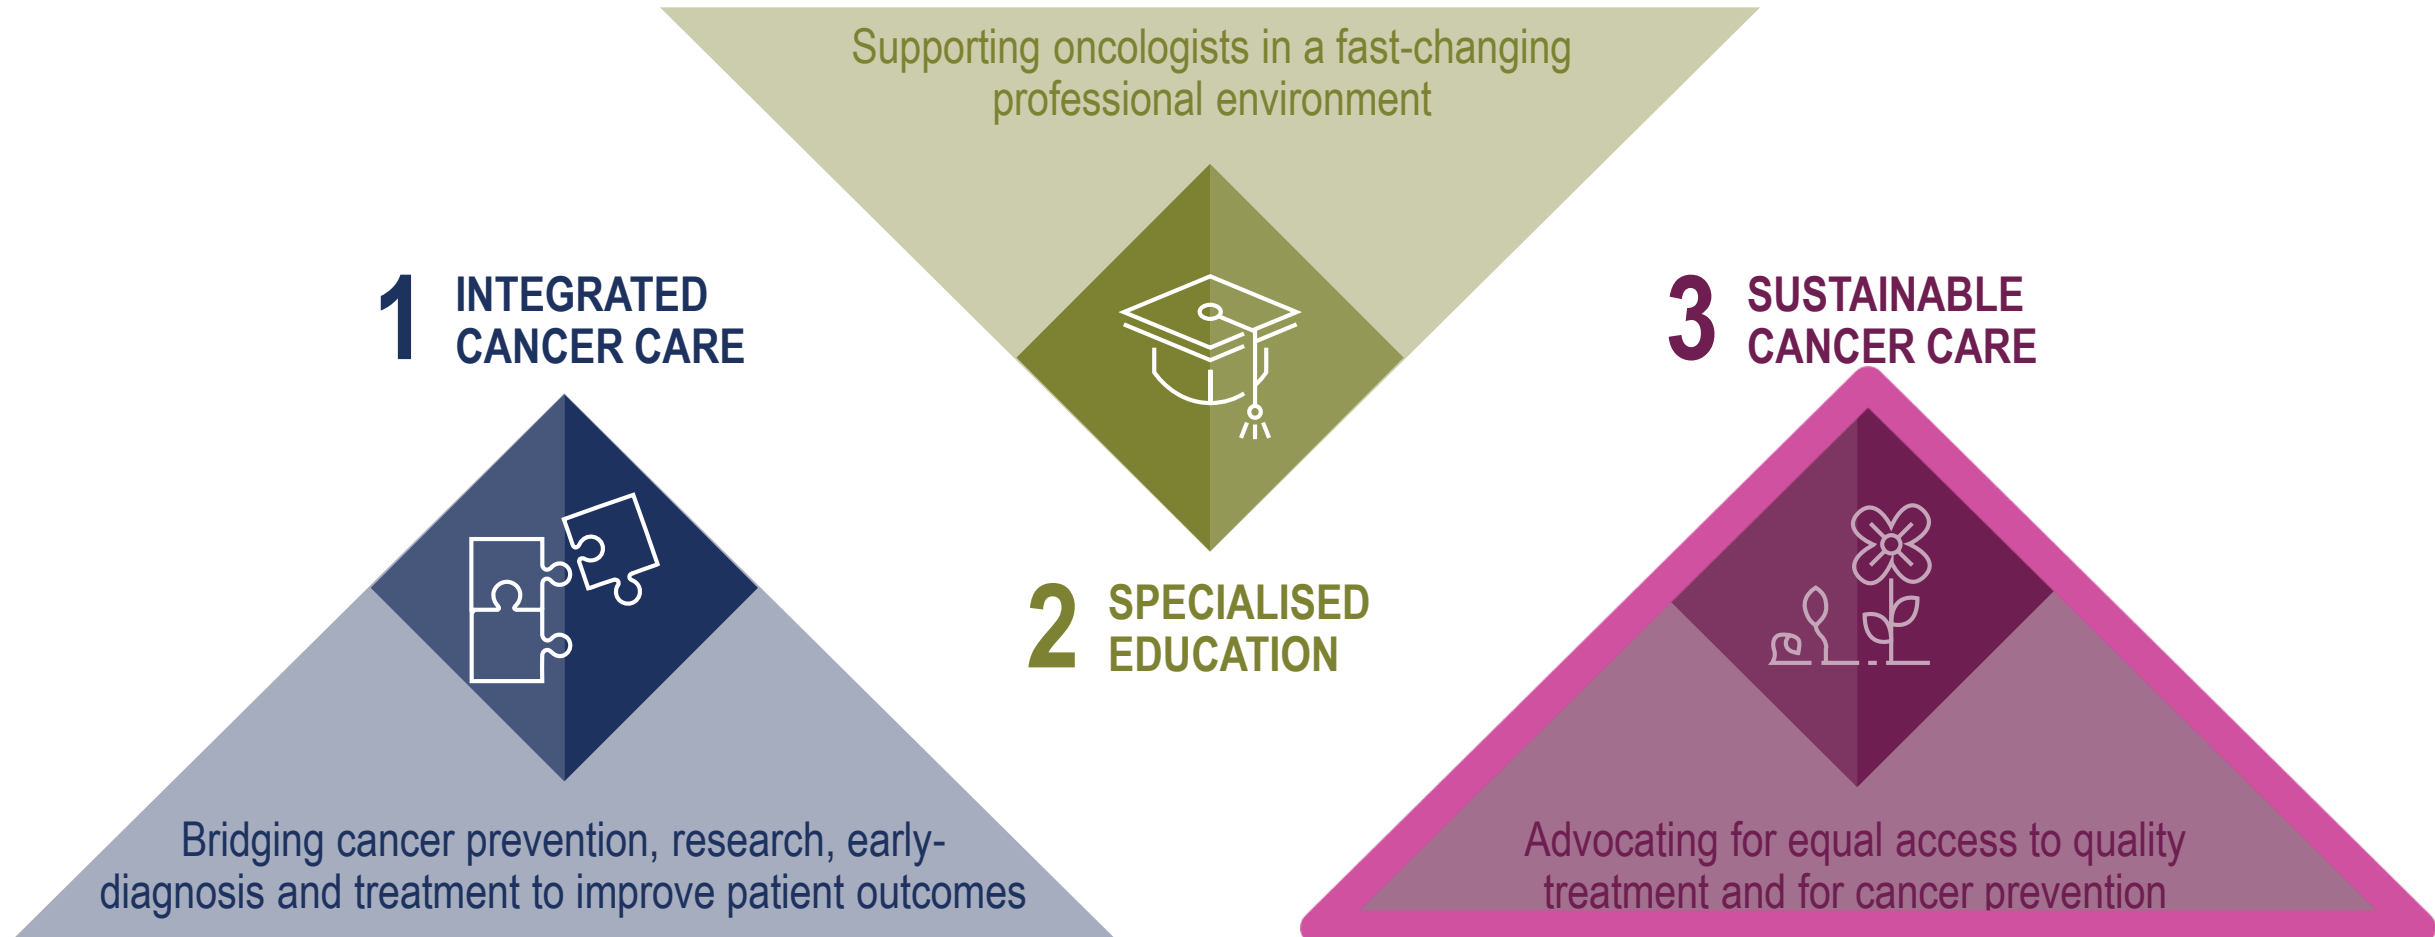 Supporting oncologists in a fast-changing
professional environment
1 INTEGRATED
CANCER CARE
3 SUSTAINABLE
CANCER CARE
2 SPECIALISED
EDUCATION
Bridging cancer prevention, research, early-
diagnosis and treatment to improve patient outcomes
Advocating for equal access to quality
treatment and for cancer prevention